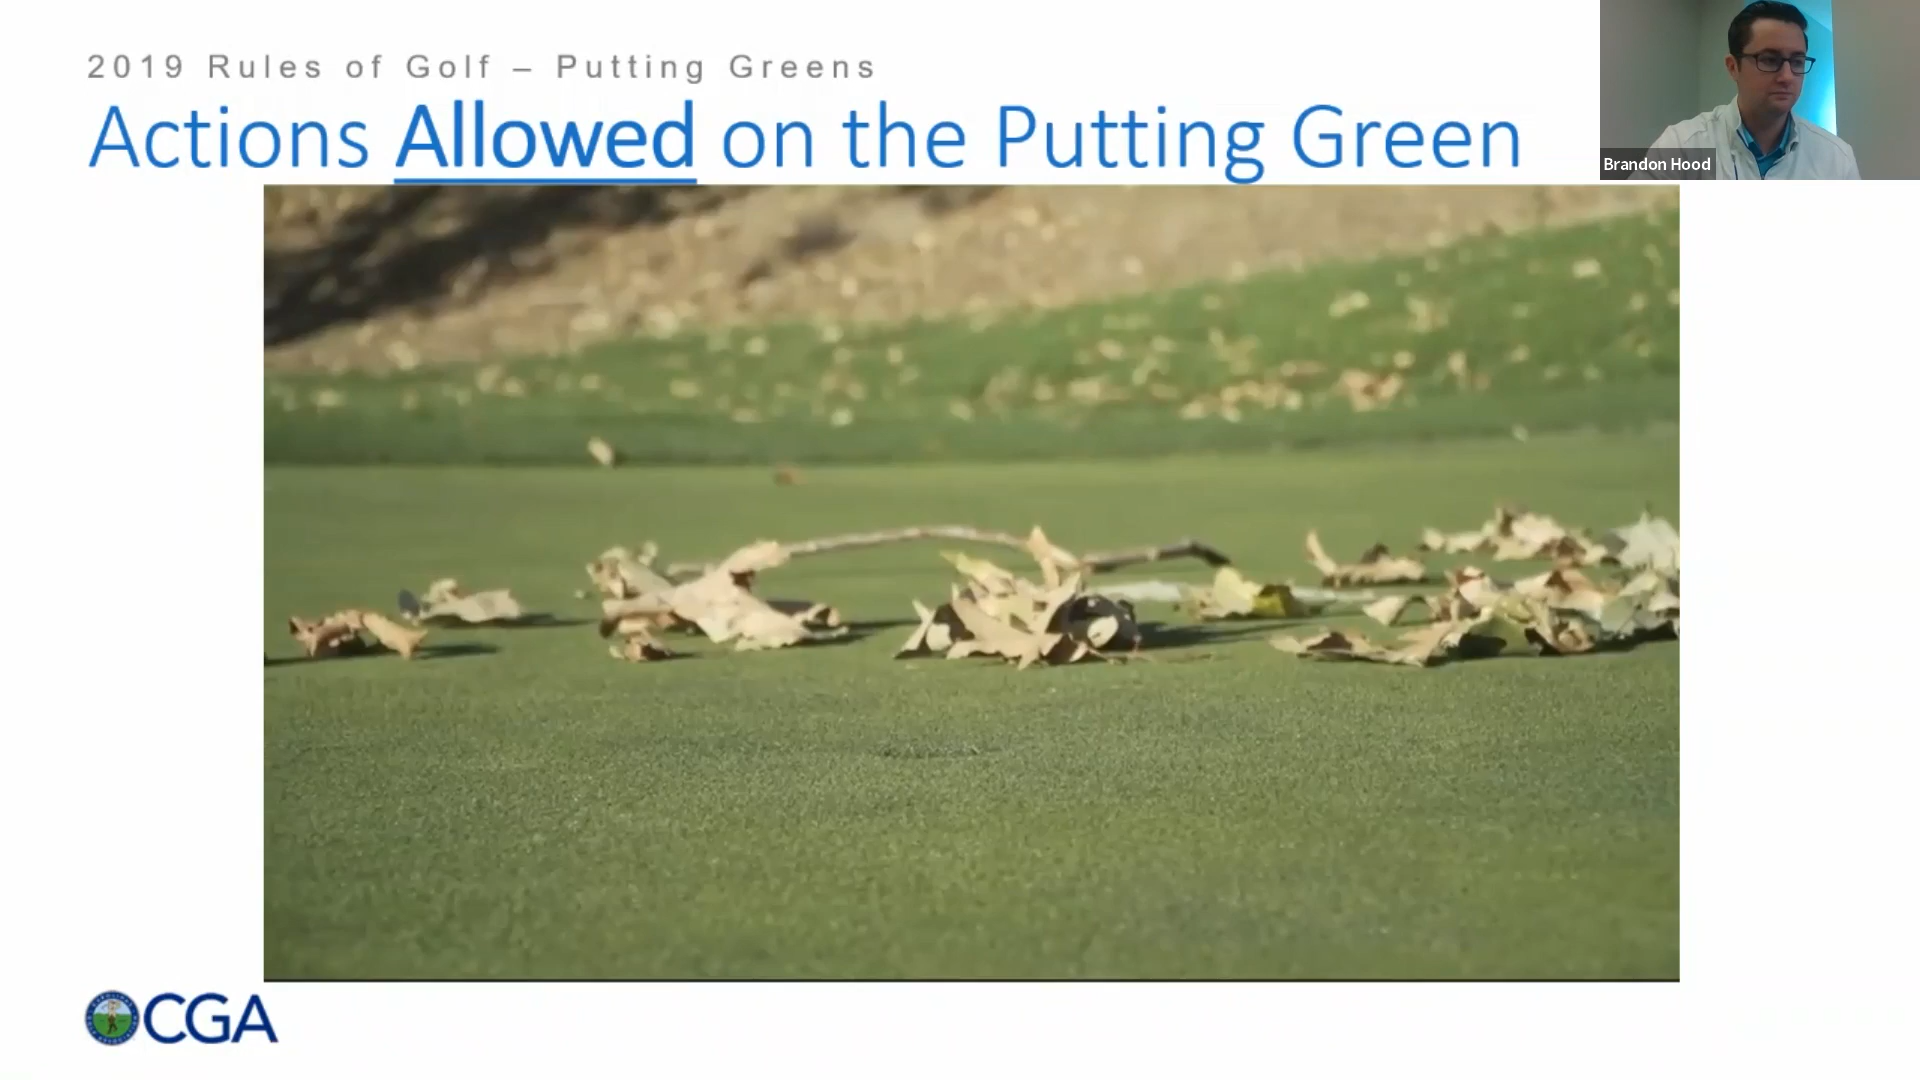 2019 Rules of Golf – Putting Greens
Actions Allowed on the Putting Green
Brandon Hood
CGA